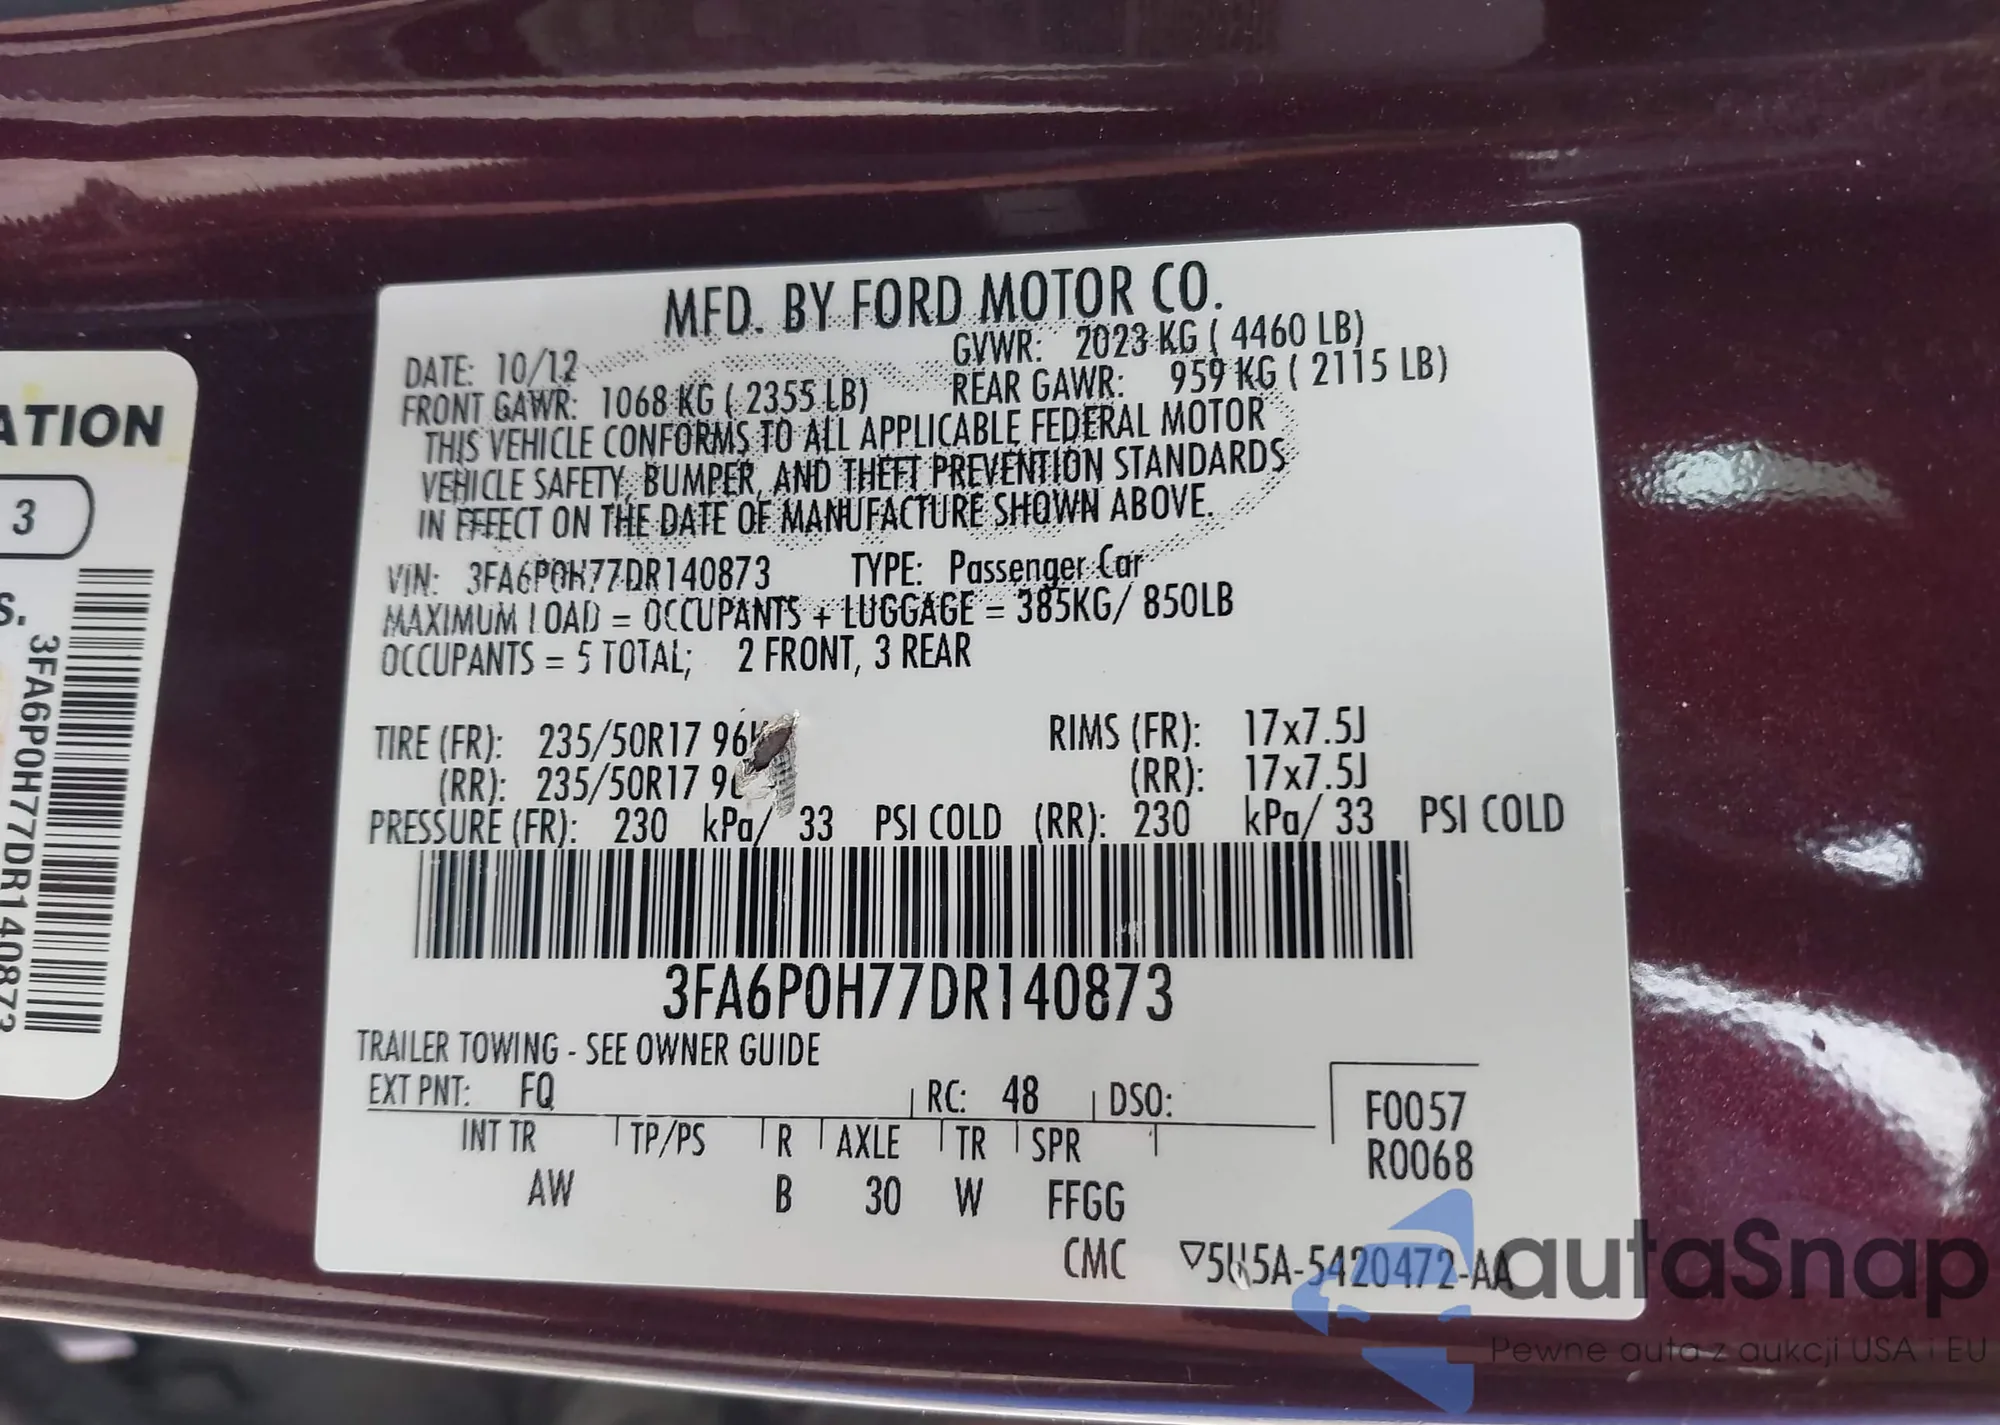 ATION
3
S.
3FA6P0H77DR140873
MFD. BY FORD MOTOR CO.
DATE: 10/12 GVWR: 2023 KG ( 4460 LB)
FRONT GAWR: 1068 KG ( 2355 LB) REAR GAWR: 959 KG ( 2115 LB)
THIS VEHICLE CONFORMS TO ALL APPLICABLE FEDERAL MOTOR
VEHICLE SAFETY, BUMPER, AND THEFT PREVENTION STANDARDS
IN EFFECT ON THE DATE OF MANUFACTURE SHOWN ABOVE.
VIN: 3FA6P0H77DR140873 TYPE: Passenger Car
MAXIMUM LOAD = OCCUPANTS + LUGGAGE = 385KG/ 850LB
OCCUPANTS = 5 TOTAL; 2 FRONT, 3 REAR
TIRE (FR): 235/50R17 96 RIMS (FR): 17x7.5J
(RR): 235/50R17 (RR): 17x7.5J
PRESSURE (FR): 230 kPa/ 33 PSI COLD (RR): 230 kPa/ 33 PSI COLD
3FA6P0H77DR140873
TRAILER TOWING - SEE OWNER GUIDE
EXT PNT: FQ RC: 48 DSO: F0057
INT TR TP/PS R AXLE TR SPR R0068
AW B 30 W FFGG
CMC ▽5U5A-5420472-AA
autaSnap
Pewne auta z aukcji USA i EU